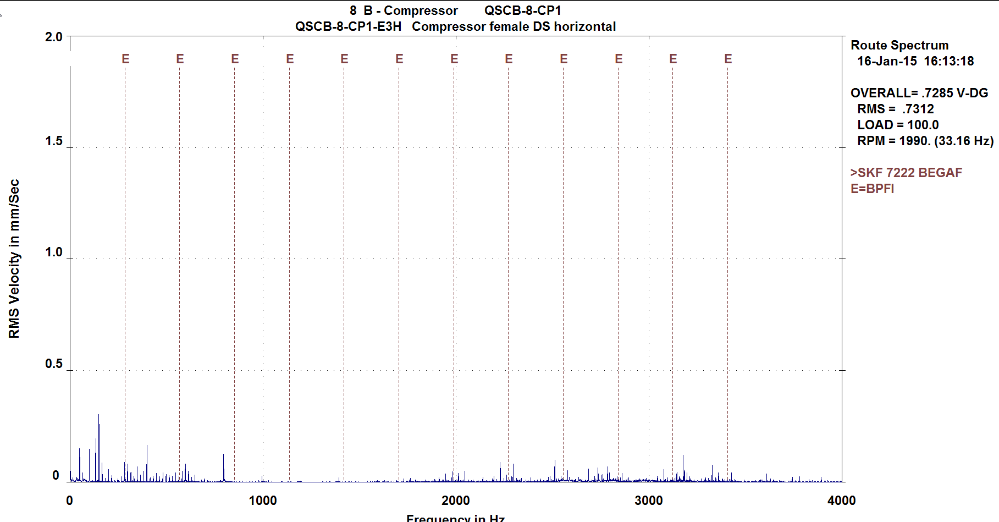 8 B - Compressor QSCB-8-CP1
QSCB-8-CP1-E3H Compressor female DS horizontal
2.0
1.5
1.0
0.5
0
RMS Velocity in mm/Sec
E E E E E E E E E E E E
0 1000 2000 3000 4000
Frequency in Hz
Route Spectrum
16-Jan-15 16:13:18
OVERALL= .7285 V-DG
RMS = .7312
LOAD = 100.0
RPM = 1990. (33.16 Hz)
>SKF 7222 BEGAF
E=BPFI